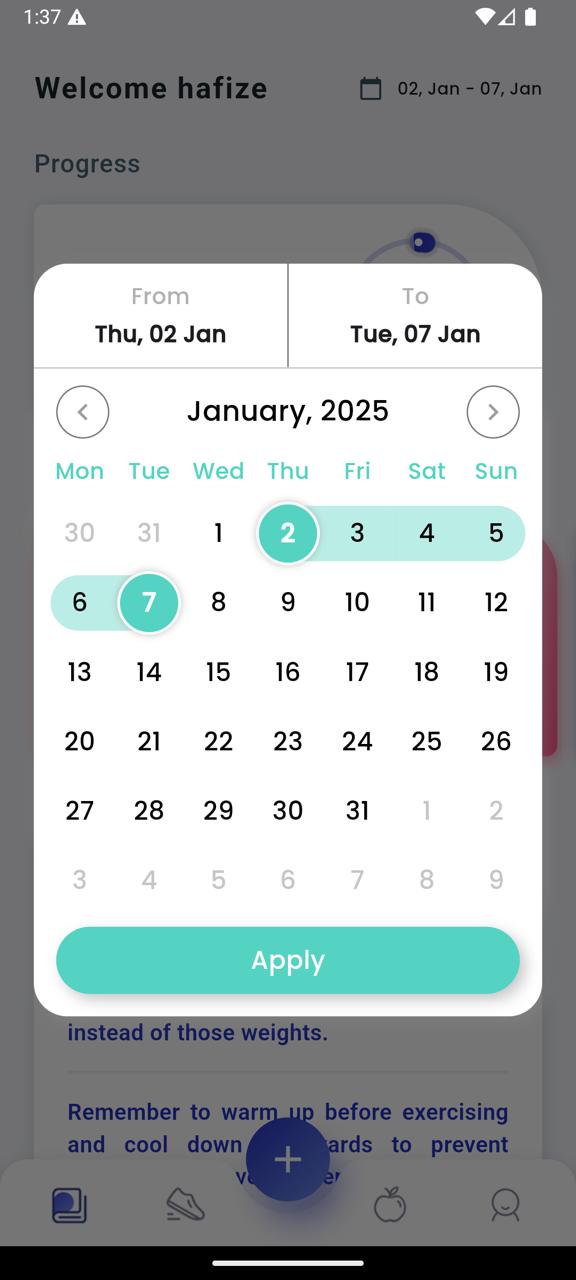 1:37
Welcome hafize
02, Jan - 07, Jan
Progress
From
To
Thu, 02 Jan
Tue, 07 Jan
January, 2025
Mon Tue Wed Thu Fri Sat Sun
30 31 1 2 3 4 5
6 7 8 9 10 11 12
13 14 15 16 17 18 19
20 21 22 23 24 25 26
27 28 29 30 31 1 2
3 4 5 6 7 8 9
Apply
instead of those weights.
Remember to warm up before exercising
and cool down to prevent